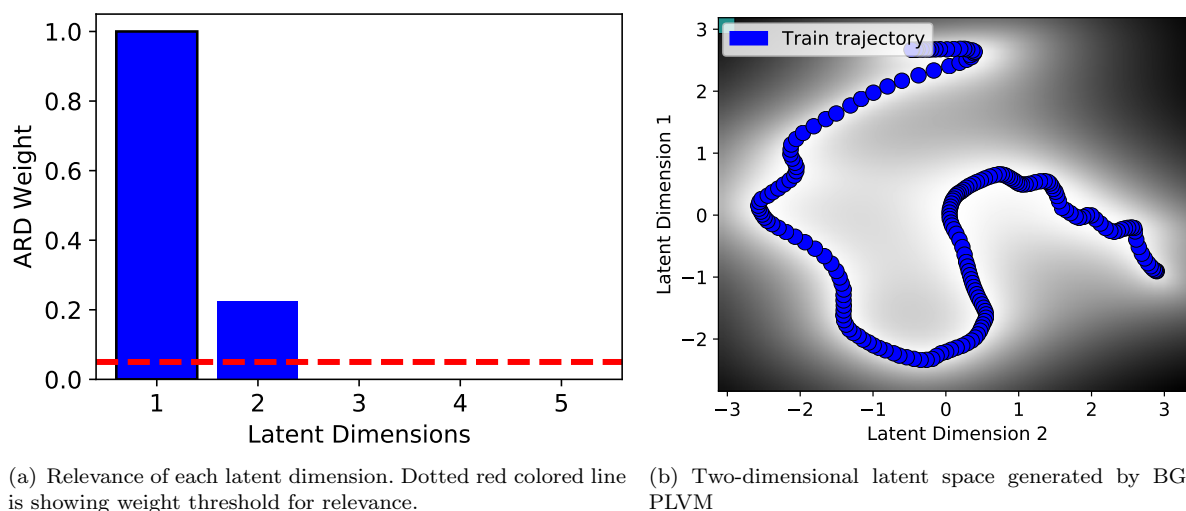 1.0
0.8
0.6
0.4
0.2
0.0
ARD Weight
1 2 3 4 5
Latent Dimensions
(a) Relevance of each latent dimension. Dotted red colored line
is showing weight threshold for relevance.
Train trajectory
3
2
1
0
−1
−2
Latent Dimension 1
−3 −2 −1 0 1 2 3
Latent Dimension 2
(b) Two-dimensional latent space generated by BG
PLVM